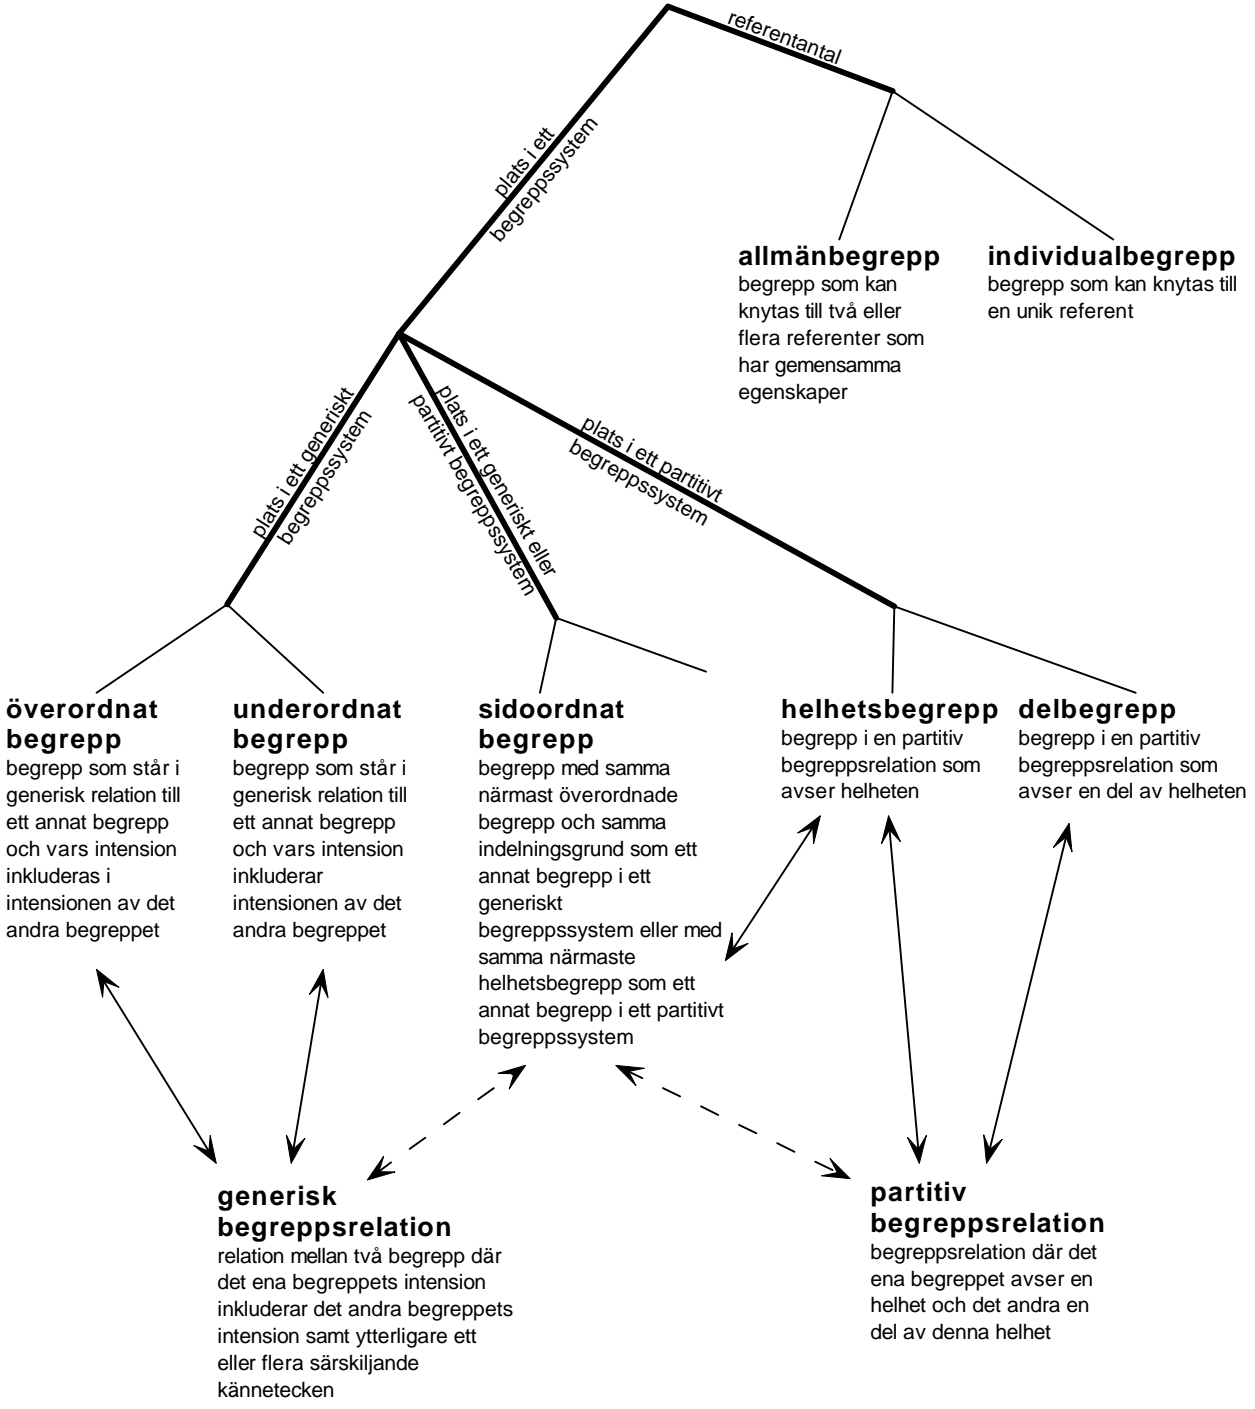 referentantal
plats i ett
begreppssystem
allmänbegrepp
begrepp som kan
knytas till två eller
flera referenter som
har gemensamma
egenskaper
individualbegrepp
begrepp som kan knytas till
en unik referent
plats i ett generiskt
begreppssystem
plats i ett generiskt eller
partitivt begreppssystem
plats i ett partitivt
begreppssystem
överordnat
begrepp
begrepp som står i
generisk relation till
ett annat begrepp
och vars intension
inkluderas i
intensionen av det
andra begreppet
underordnat
begrepp
begrepp som står i
generisk relation till
ett annat begrepp
och vars intension
inkluderar
intensionen av det
andra begreppet
sidoordnat
begrepp
begrepp med samma
närmast överordnade
begrepp och samma
indelningsgrund som ett
annat begrepp i ett
generiskt
begreppssystem eller med
samma närmaste
helhetsbegrepp som ett
annat begrepp i ett partitivt
begreppssystem
helhetsbegrepp
begrepp i en partitiv
begreppsrelation som
avser helheten
delbegrepp
begrepp i en partitiv
begreppsrelation som
avser en del av helheten
generisk
begreppsrelation
relation mellan två begrepp där
det ena begreppets intension
inkluderar det andra begreppets
intension samt ytterligare ett
eller flera särskiljande
kännetecken
partitiv
begreppsrelation
begreppsrelation där det
ena begreppet avser en
helhet och det andra en
del av denna helhet